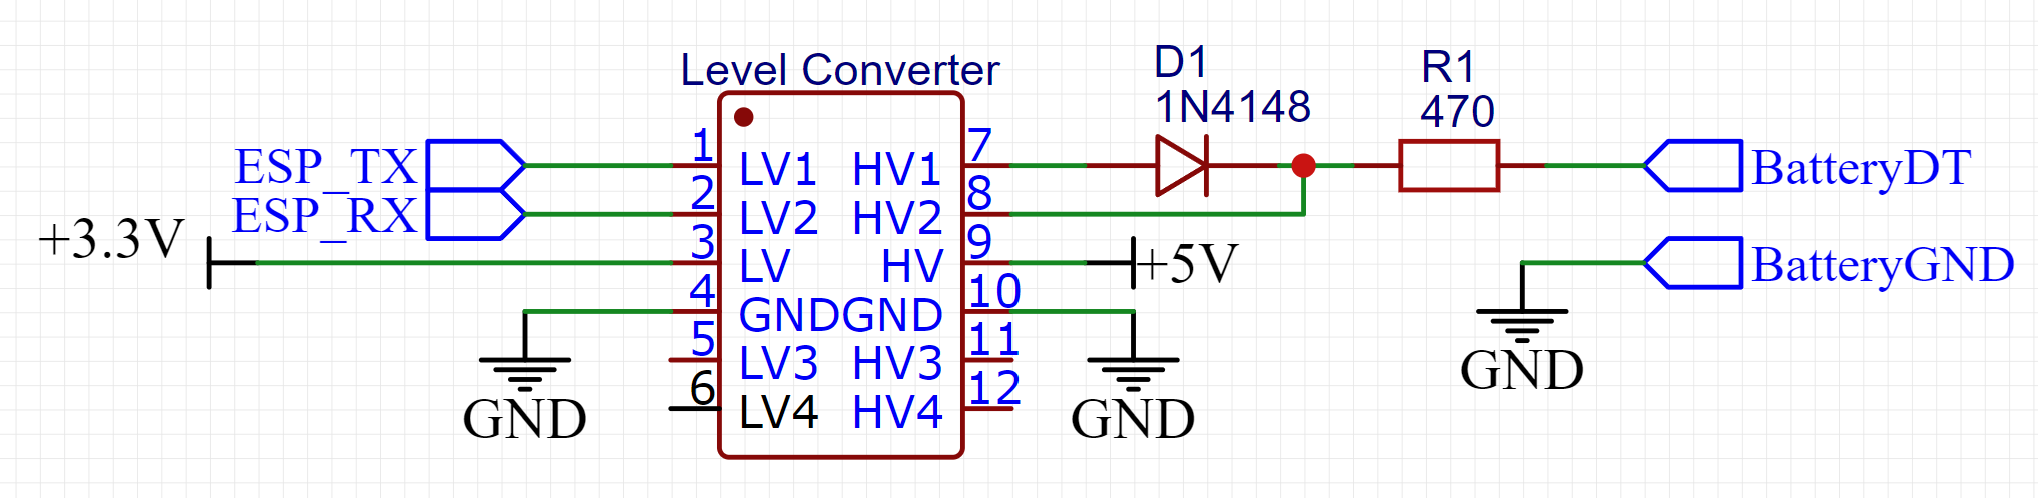 Level Converter
D1
1N4148
R1
470
ESP_TX
ESP_RX
+3.3V
1
2
3
4
5
6
LV1
LV2
LV
GND
LV3
LV4
HV1
HV2
HV
GND
HV3
HV4
7
8
9
10
11
12
+5V
BatteryDT
BatteryGND
GND
GND
GND